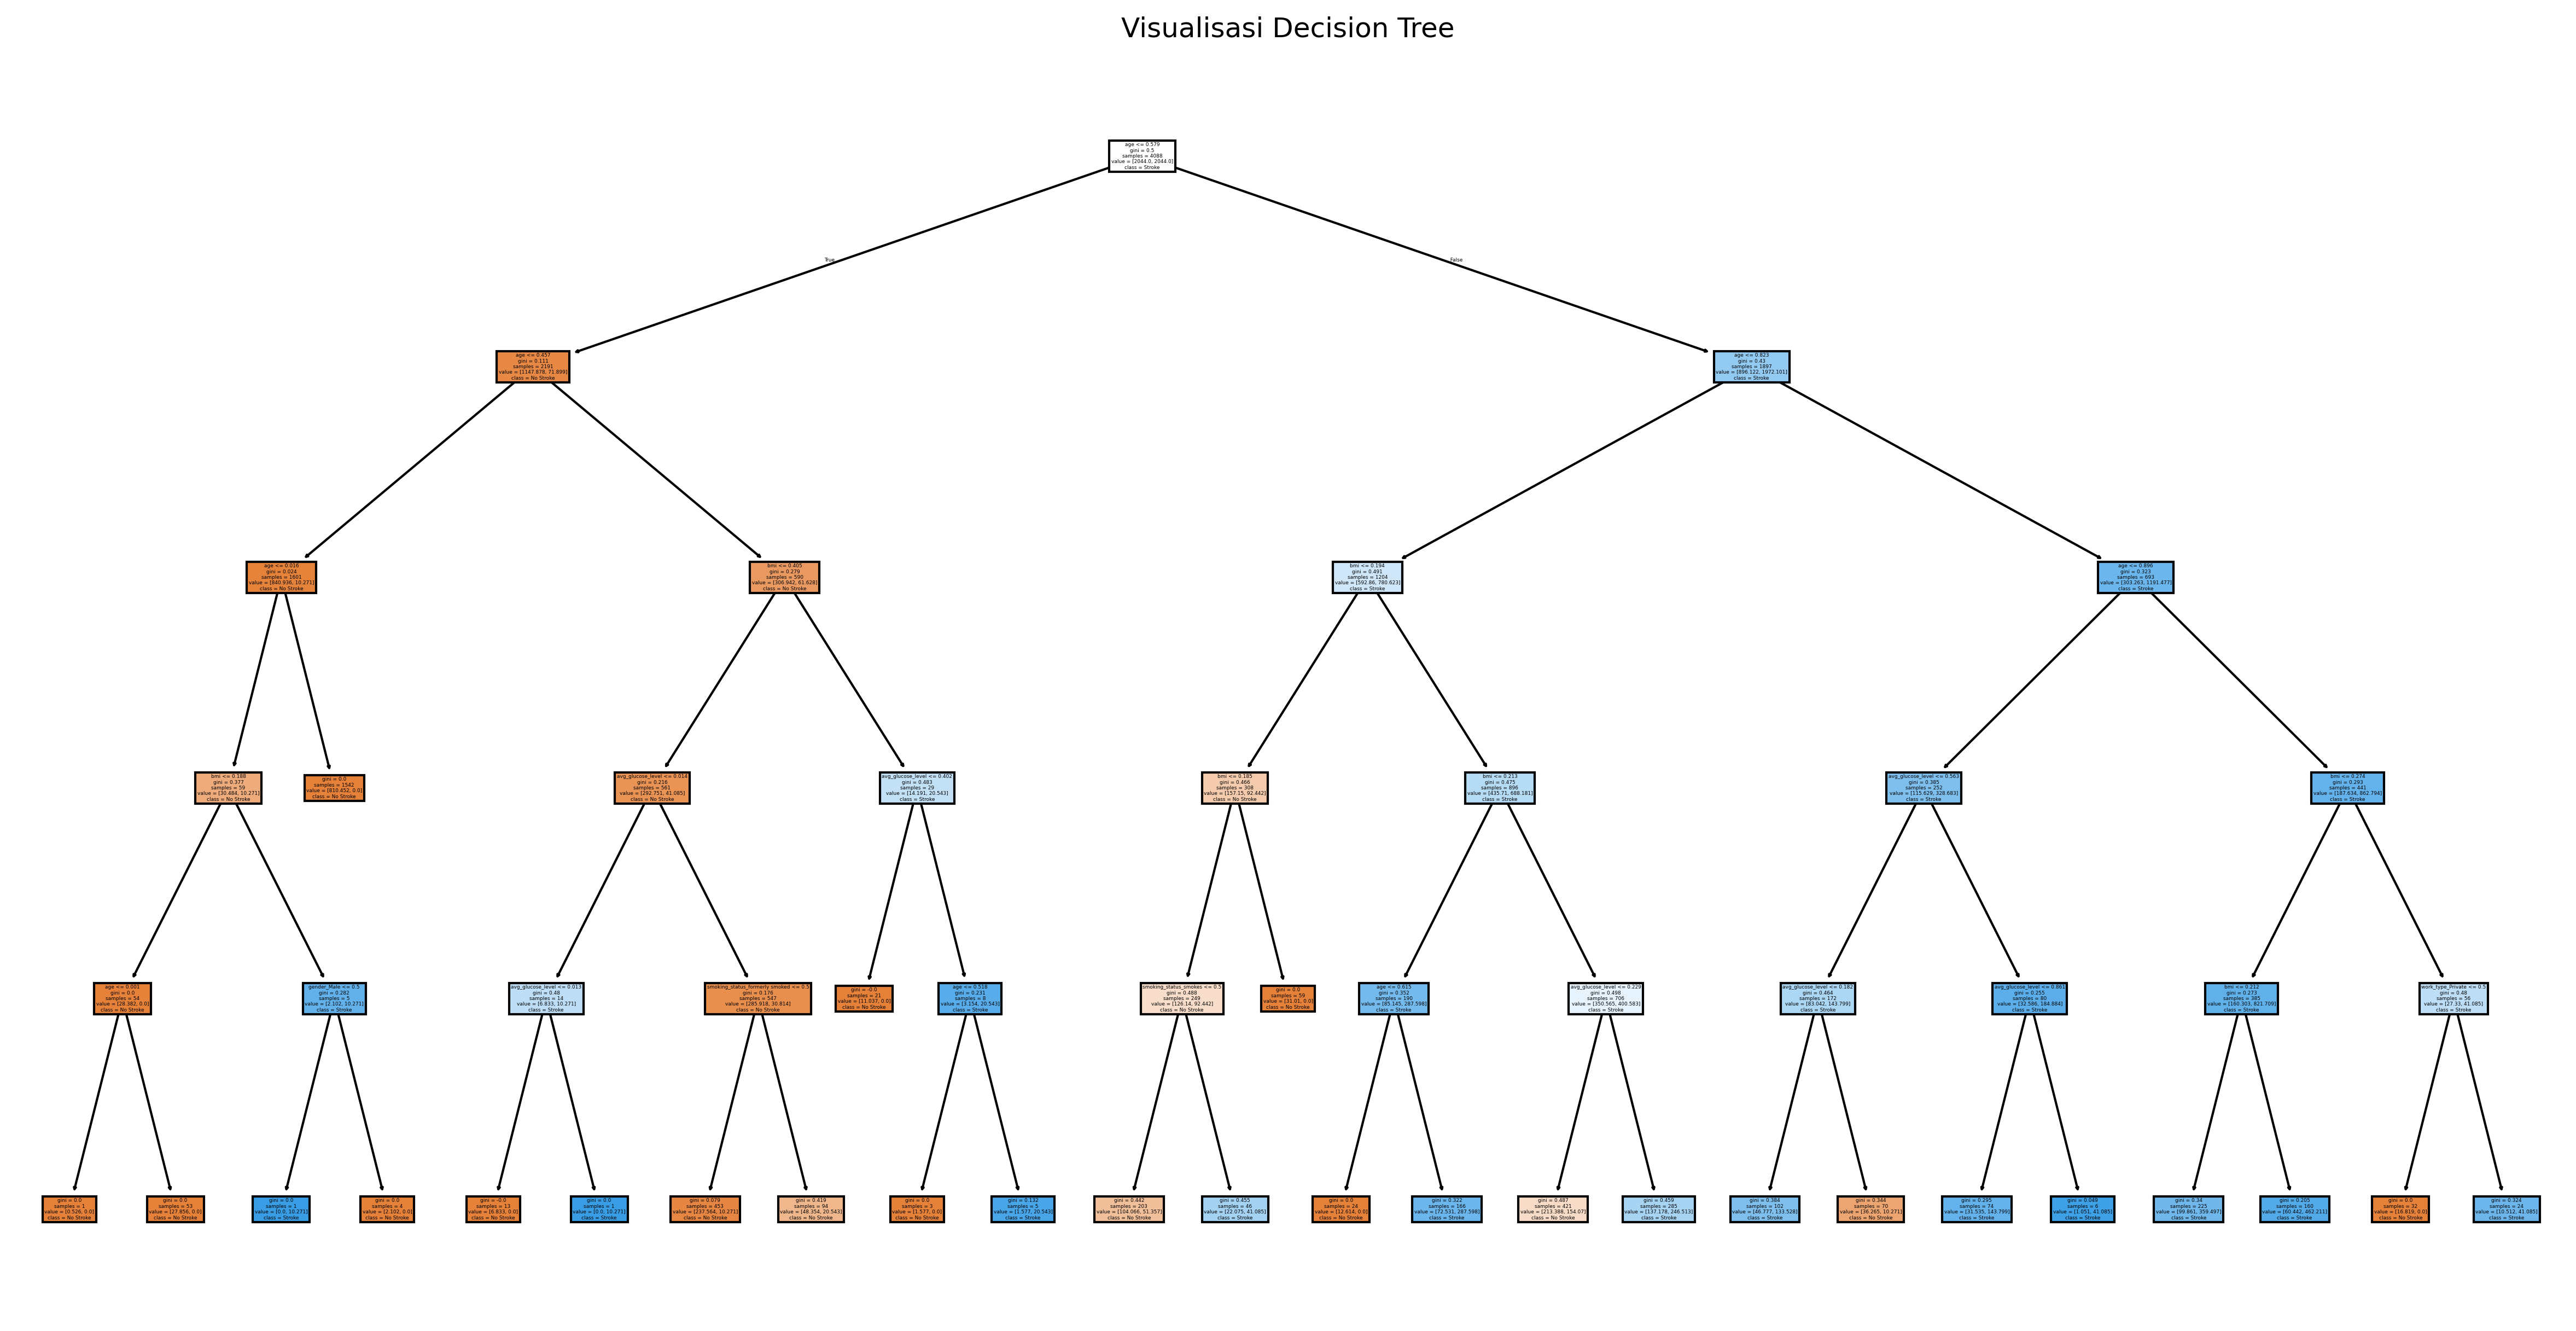 Visualisasi Decision Tree
age <= 0.579
gini = 0.5
samples = 4088
value = [2044.0, 2044.0]
class = Stroke
True
False
age <= 0.457
gini = 0.111
samples = 2191
value = [1147.878, 71.899]
class = No Stroke
age <= 0.823
gini = 0.43
samples = 1897
value = [896.122, 1972.101]
class = Stroke
age <= 0.016
gini = 0.024
samples = 1601
value = [840.936, 10.271]
class = No Stroke
bmi <= 0.405
gini = 0.279
samples = 590
value = [306.942, 61.628]
class = No Stroke
bmi <= 0.194
gini = 0.491
samples = 1204
value = [592.86, 780.623]
class = Stroke
age <= 0.896
gini = 0.323
samples = 693
value = [303.263, 1191.477]
class = Stroke
bmi <= 0.188
gini = 0.377
samples = 59
value = [30.484, 10.271]
class = No Stroke
gini = 0.0
samples = 1542
value = [810.452, 0.0]
class = No Stroke
avg_glucose_level <= 0.014
gini = 0.216
samples = 561
value = [292.751, 41.085]
class = No Stroke
avg_glucose_level <= 0.402
gini = 0.483
samples = 29
value = [14.191, 20.543]
class = Stroke
bmi <= 0.185
gini = 0.466
samples = 308
value = [157.15, 92.442]
class = No Stroke
bmi <= 0.213
gini = 0.475
samples = 896
value = [435.71, 688.181]
class = Stroke
avg_glucose_level <= 0.563
gini = 0.385
samples = 252
value = [115.629, 328.683]
class = Stroke
bmi <= 0.274
gini = 0.293
samples = 441
value = [187.634, 862.794]
class = Stroke
age <= 0.001
gini = 0.0
samples = 54
value = [28.382, 0.0]
class = No Stroke
gender_Male <= 0.5
gini = 0.282
samples = 5
value = [2.102, 10.271]
class = Stroke
avg_glucose_level <= 0.013
gini = 0.48
samples = 14
value = [6.833, 10.271]
class = Stroke
smoking_status_formerly smoked <= 0.5
gini = 0.176
samples = 547
value = [285.918, 30.814]
class = No Stroke
gini = -0.0
samples = 21
value = [11.037, 0.0]
class = No Stroke
age <= 0.518
gini = 0.231
samples = 8
value = [3.154, 20.543]
class = Stroke
smoking_status_smokes <= 0.5
gini = 0.488
samples = 249
value = [126.14, 92.442]
class = No Stroke
gini = 0.0
samples = 59
value = [31.01, 0.0]
class = No Stroke
age <= 0.615
gini = 0.352
samples = 190
value = [85.145, 287.598]
class = Stroke
avg_glucose_level <= 0.229
gini = 0.498
samples = 706
value = [350.565, 400.583]
class = Stroke
avg_glucose_level <= 0.182
gini = 0.464
samples = 172
value = [83.042, 143.799]
class = Stroke
avg_glucose_level <= 0.861
gini = 0.255
samples = 80
value = [32.586, 184.884]
class = Stroke
bmi <= 0.212
gini = 0.273
samples = 385
value = [160.303, 821.709]
class = Stroke
work_type_Private <= 0.5
gini = 0.48
samples = 56
value = [27.33, 41.085]
class = Stroke
gini = 0.0
samples = 1
value = [0.526, 0.0]
class = No Stroke
gini = 0.0
samples = 53
value = [27.856, 0.0]
class = No Stroke
gini = 0.0
samples = 1
value = [0.0, 10.271]
class = Stroke
gini = 0.0
samples = 4
value = [2.102, 0.0]
class = No Stroke
gini = -0.0
samples = 13
value = [6.833, 0.0]
class = No Stroke
gini = 0.0
samples = 1
value = [0.0, 10.271]
class = Stroke
gini = 0.079
samples = 453
value = [237.564, 10.271]
class = No Stroke
gini = 0.419
samples = 94
value = [48.354, 20.543]
class = No Stroke
gini = 0.0
samples = 3
value = [1.577, 0.0]
class = No Stroke
gini = 0.132
samples = 5
value = [1.577, 20.543]
class = Stroke
gini = 0.442
samples = 203
value = [104.066, 51.357]
class = No Stroke
gini = 0.455
samples = 46
value = [22.075, 41.085]
class = Stroke
gini = 0.0
samples = 24
value = [12.614, 0.0]
class = No Stroke
gini = 0.322
samples = 166
value = [72.531, 287.598]
class = Stroke
gini = 0.487
samples = 421
value = [213.388, 154.07]
class = No Stroke
gini = 0.459
samples = 285
value = [137.178, 246.513]
class = Stroke
gini = 0.384
samples = 102
value = [46.777, 133.528]
class = Stroke
gini = 0.344
samples = 70
value = [36.265, 10.271]
class = No Stroke
gini = 0.295
samples = 74
value = [31.535, 143.799]
class = Stroke
gini = 0.049
samples = 6
value = [1.051, 41.085]
class = Stroke
gini = 0.34
samples = 225
value = [99.861, 359.497]
class = Stroke
gini = 0.205
samples = 160
value = [60.442, 462.211]
class = Stroke
gini = 0.0
samples = 32
value = [16.819, 0.0]
class = No Stroke
gini = 0.324
samples = 24
value = [10.512, 41.085]
class = Stroke